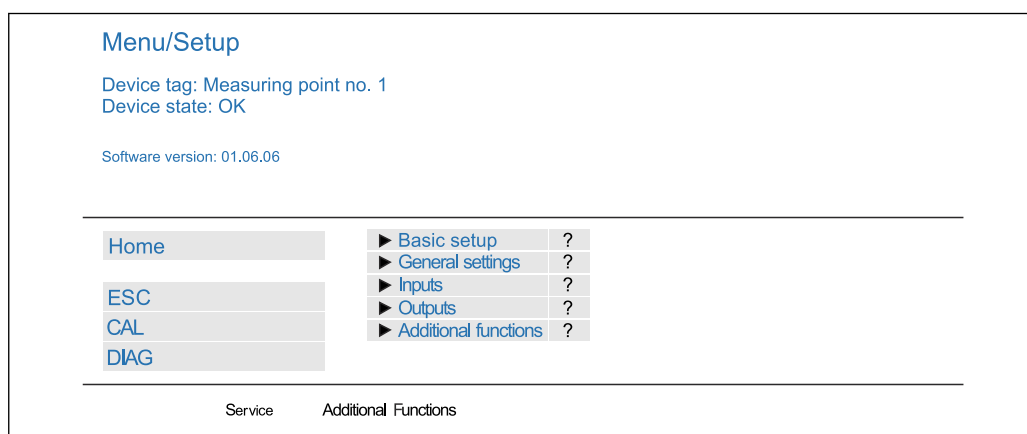 Menu/Setup
Device tag: Measuring point no. 1
Device state: OK
Software version: 01.06.06
Home
ESC
CAL
DIAG
► Basic setup ?
► General settings ?
► Inputs ?
► Outputs ?
► Additional functions ?
Service Additional Functions